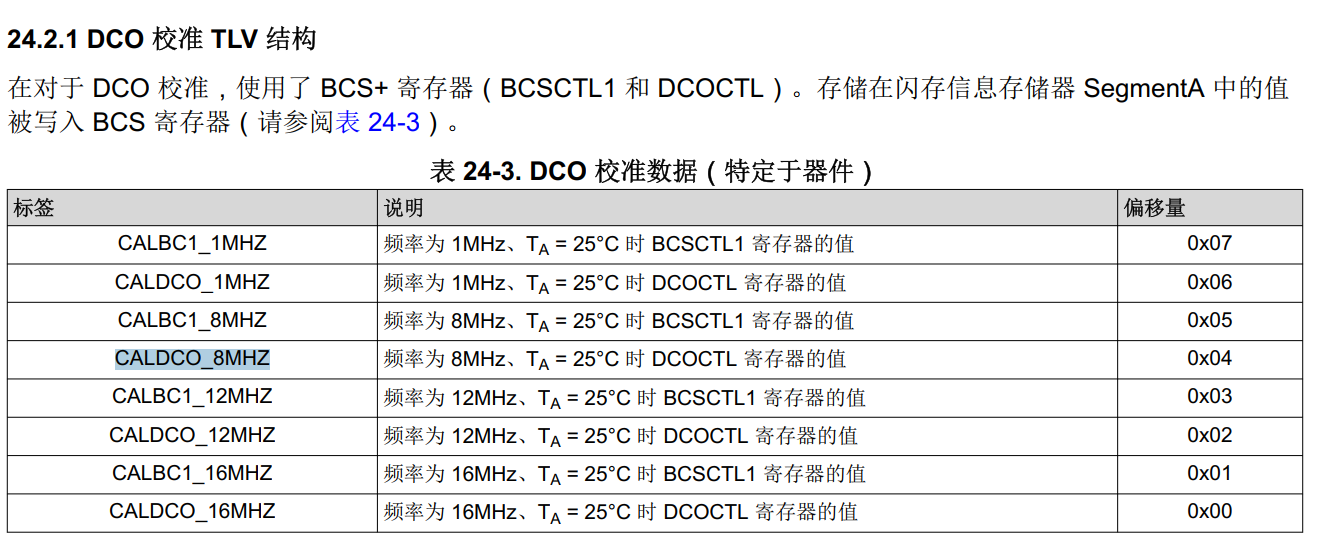 24.2.1 DCO 校准 TLV 结构
在对于 DCO 校准，使用了 BCS+ 寄存器（BCSCTL1 和 DCOCTL）。存储在闪存信息存储器 SegmentA 中的值
被写入 BCS 寄存器（请参阅表 24-3）。
表 24-3. DCO 校准数据（特定于器件）
标签 说明 偏移量
CALBC1_1MHZ 频率为 1MHz、TA = 25°C 时 BCSCTL1 寄存器的值 0x07
CALDCO_1MHZ 频率为 1MHz、TA = 25°C 时 DCOCTL 寄存器的值 0x06
CALBC1_8MHZ 频率为 8MHz、TA = 25°C 时 BCSCTL1 寄存器的值 0x05
CALDCO_8MHZ 频率为 8MHz、TA = 25°C 时 DCOCTL 寄存器的值 0x04
CALBC1_12MHZ 频率为 12MHz、TA = 25°C 时 BCSCTL1 寄存器的值 0x03
CALDCO_12MHZ 频率为 12MHz、TA = 25°C 时 DCOCTL 寄存器的值 0x02
CALBC1_16MHZ 频率为 16MHz、TA = 25°C 时 BCSCTL1 寄存器的值 0x01
CALDCO_16MHZ 频率为 16MHz、TA = 25°C 时 DCOCTL 寄存器的值 0x00